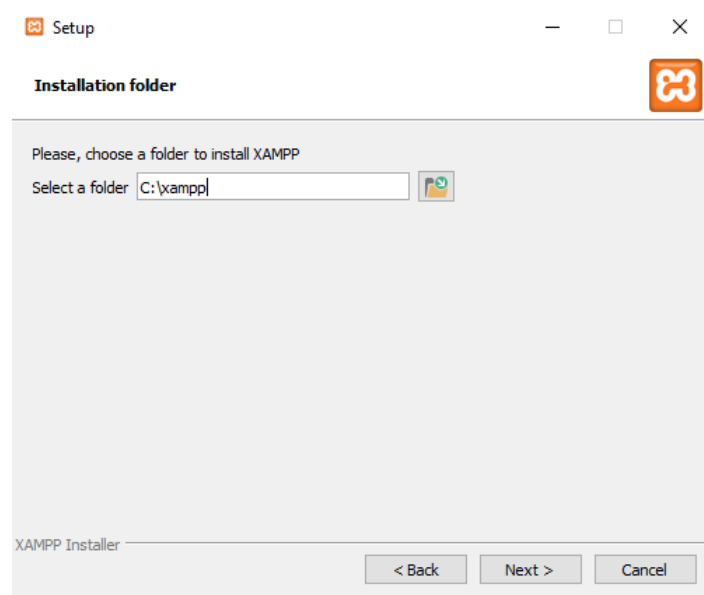 Setup
Installation folder
Please, choose a folder to install XAMPP
Select a folder C:\xampp
XAMPP Installer
< Back Next > Cancel